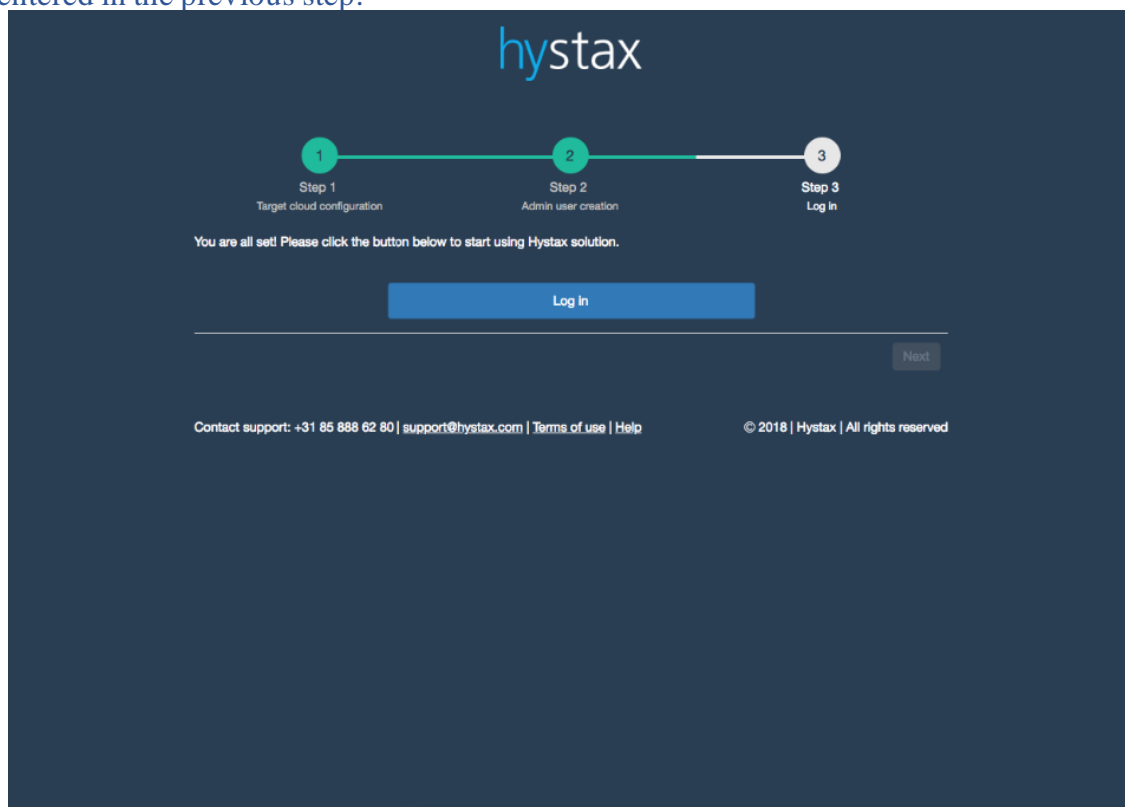 entered in the previous step.
hystax
1 2 3
Step 1 Step 2 Step 3
Target cloud configuration Admin user creation Log in
You are all set! Please click the button below to start using Hystax solution.
Log in
Next
Contact support: +31 85 888 62 80 | support@hystax.com | Terms of use | Help © 2018 | Hystax | All rights reserved